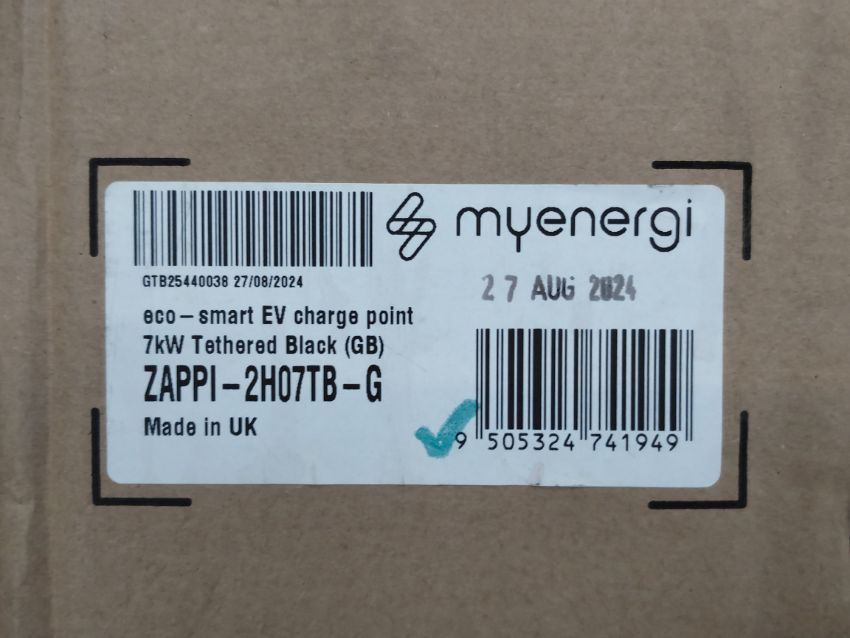 myenergi
GTB25440038 27/08/2024
27 AUG 2024
eco-smart EV charge point
7kW Tethered Black (GB)
ZAPPI-2H07TB-G
Made in UK
9 505324 741949